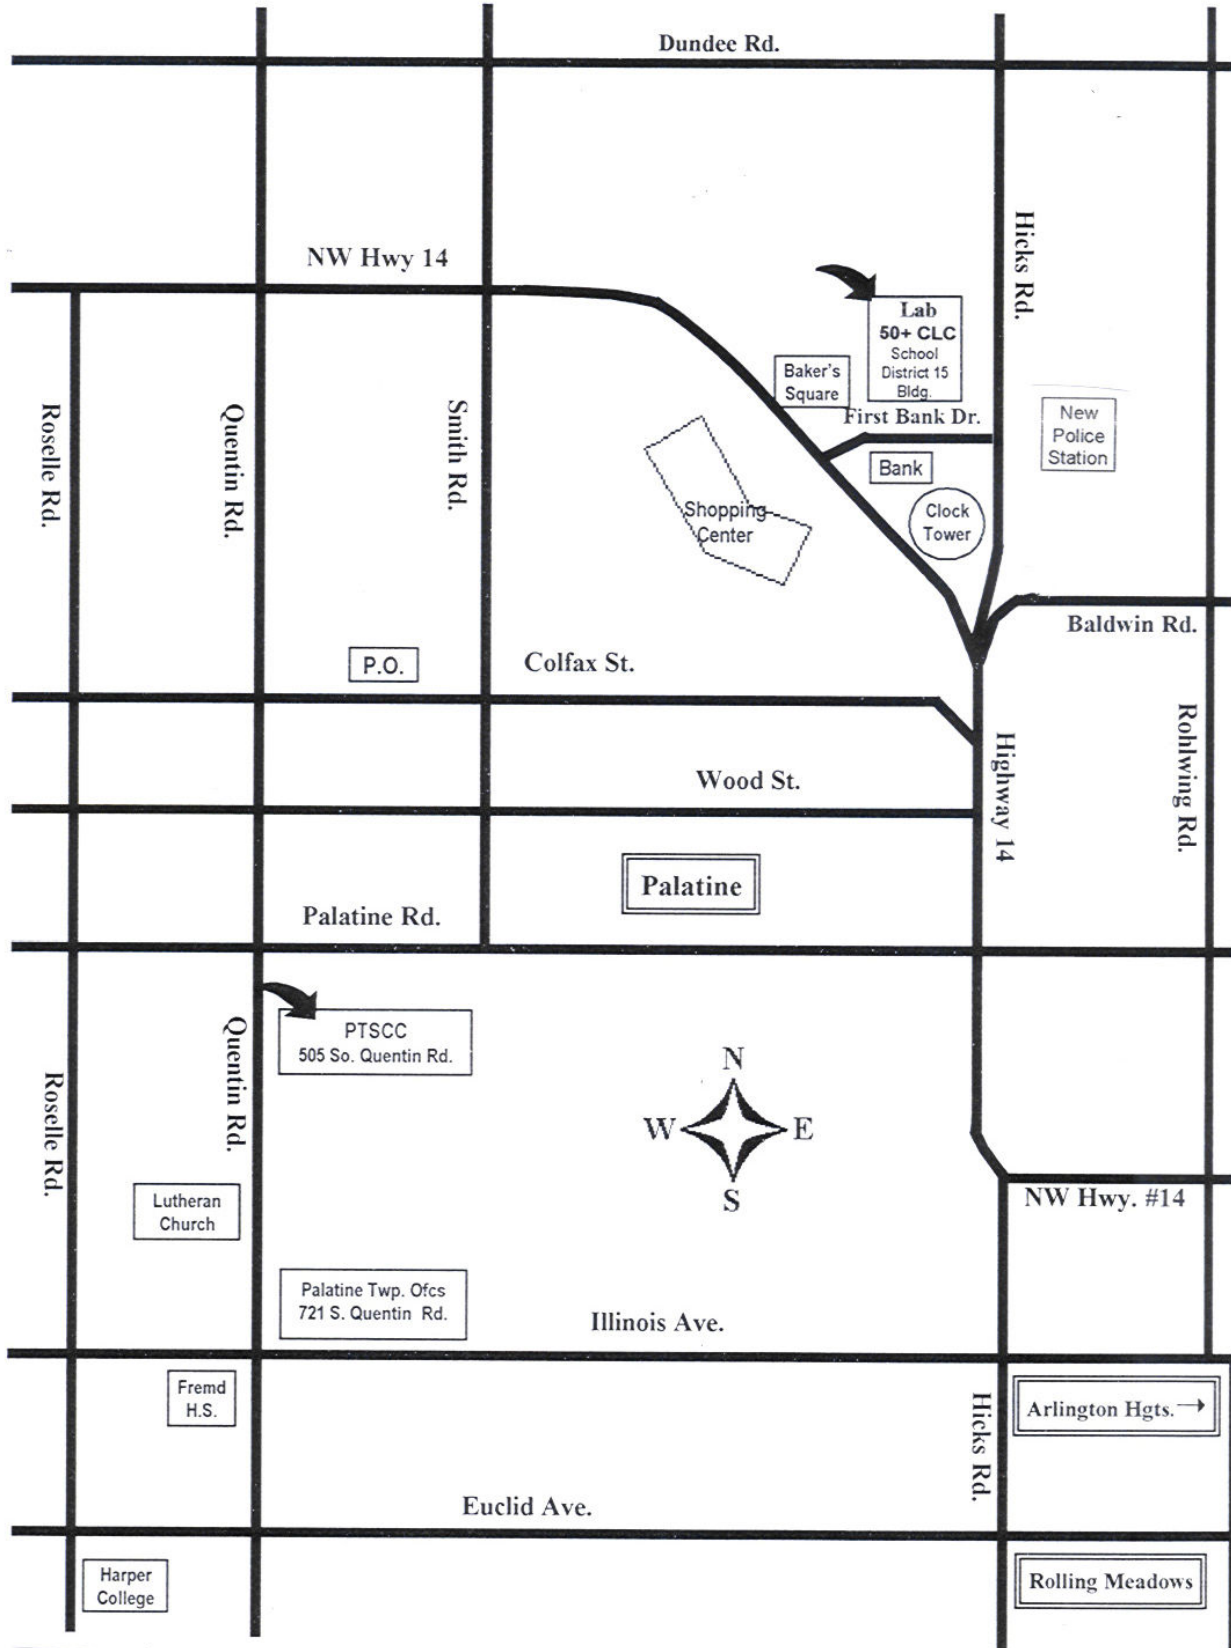 Dundee Rd.
Hicks Rd.
NW Hwy 14
Lab
50+ CLC
School
District 15
Bldg.
Baker's
Square
First Bank Dr.
New
Police
Station
Roselle Rd.
Quentin Rd.
Smith Rd.
Bank
Shopping
Center
Clock
Tower
Baldwin Rd.
P.O.
Colfax St.
Highway 14
Rohlwing Rd.
Wood St.
Palatine
Palatine Rd.
PTSCC
505 So. Quentin Rd.
Quentin Rd.
Roselle Rd.
N
W
E
S
Lutheran
Church
NW Hwy. #14
Palatine Twp. Ofcs
721 S. Quentin Rd.
Illinois Ave.
Fremd
H.S.
Hicks Rd.
Arlington Hgts.→
Euclid Ave.
Harper
College
Rolling Meadows